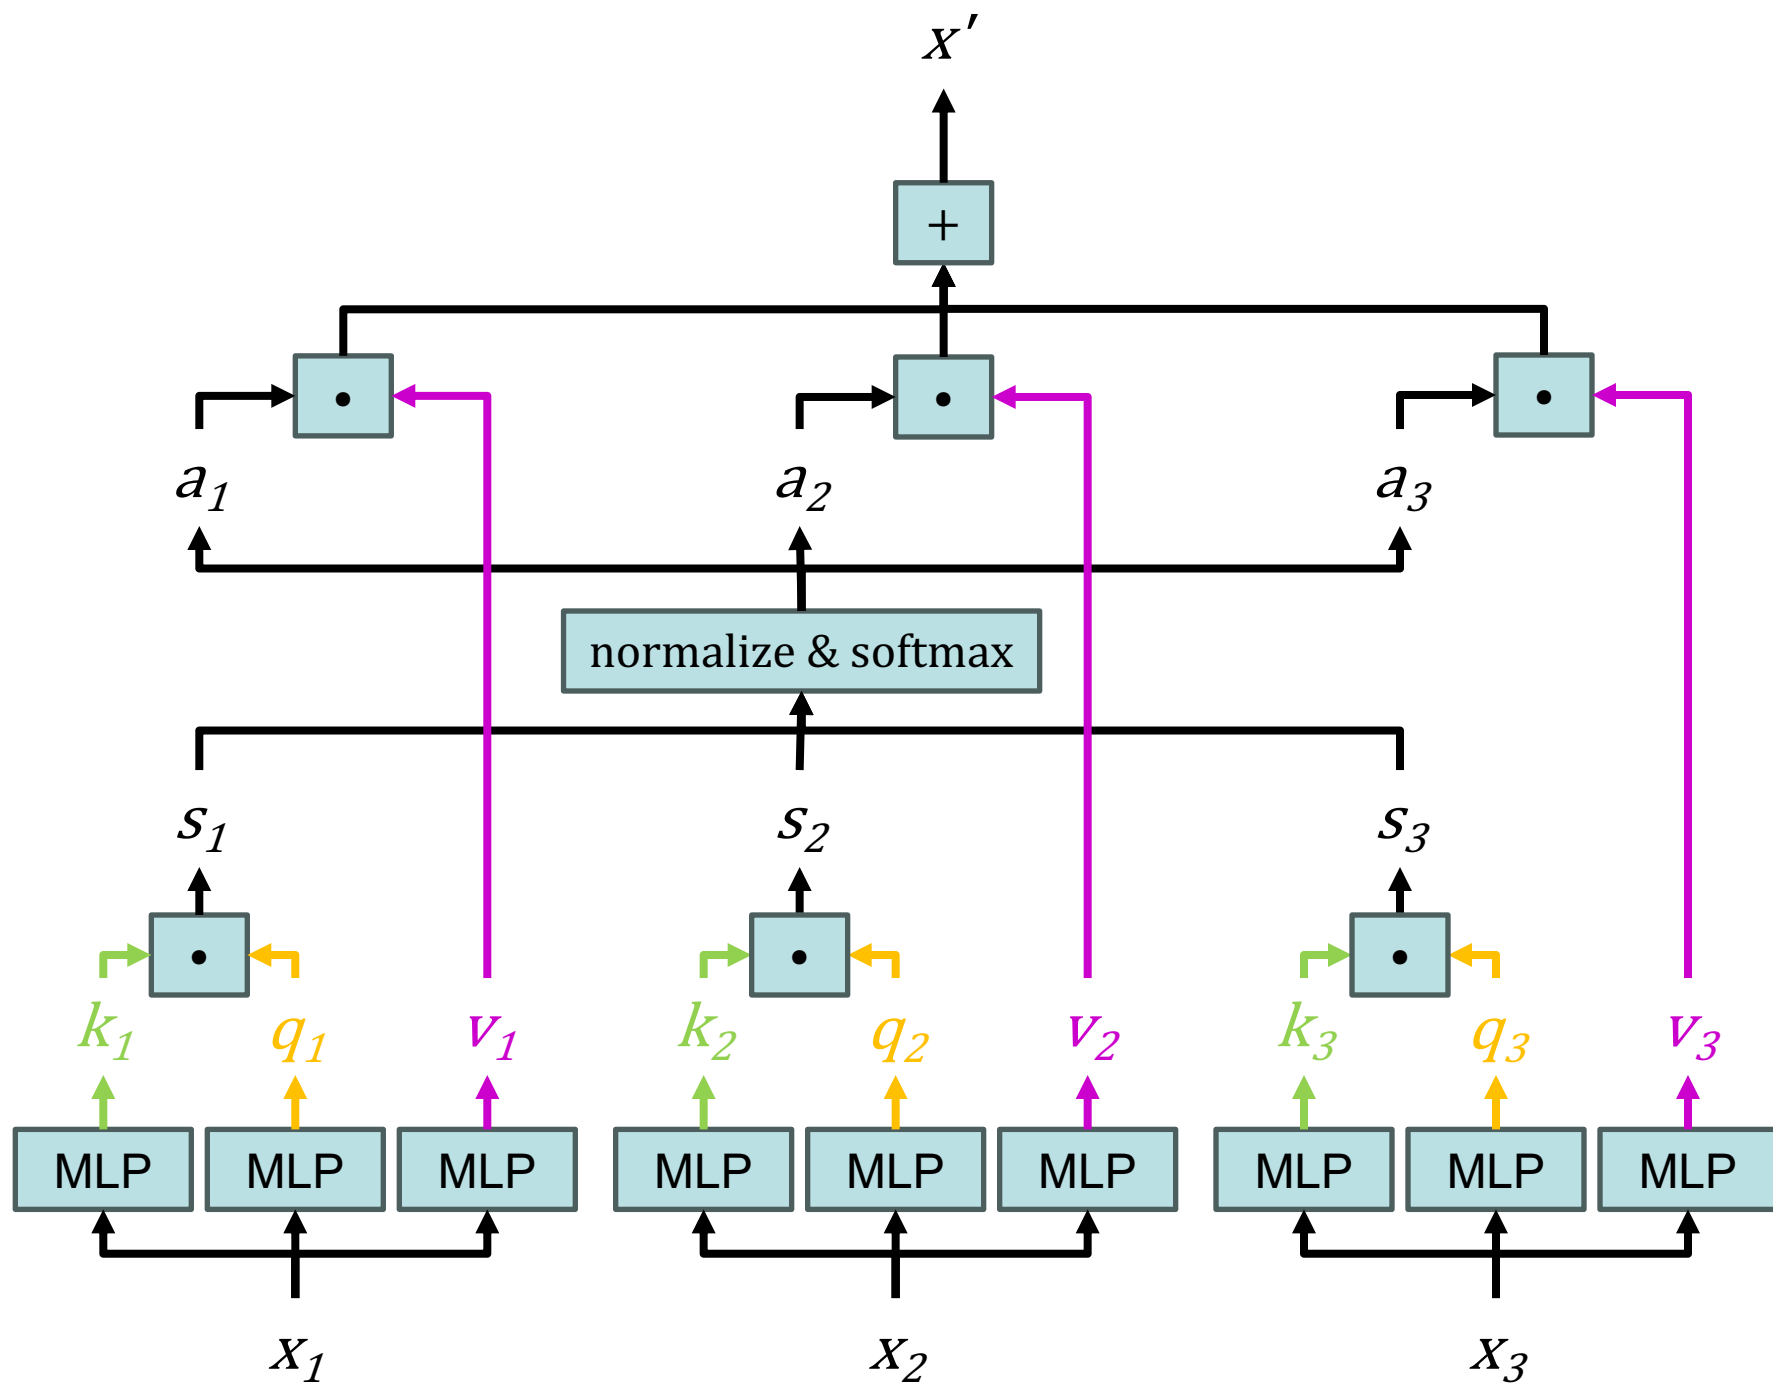 x′
+
• • •
a₁ a₂ a₃
normalize & softmax
s₁ s₂ s₃
• • •
k₁ q₁ v₁ k₂ q₂ v₂ k₃ q₃ v₃
MLP MLP MLP MLP MLP MLP MLP MLP MLP
x₁ x₂ x₃